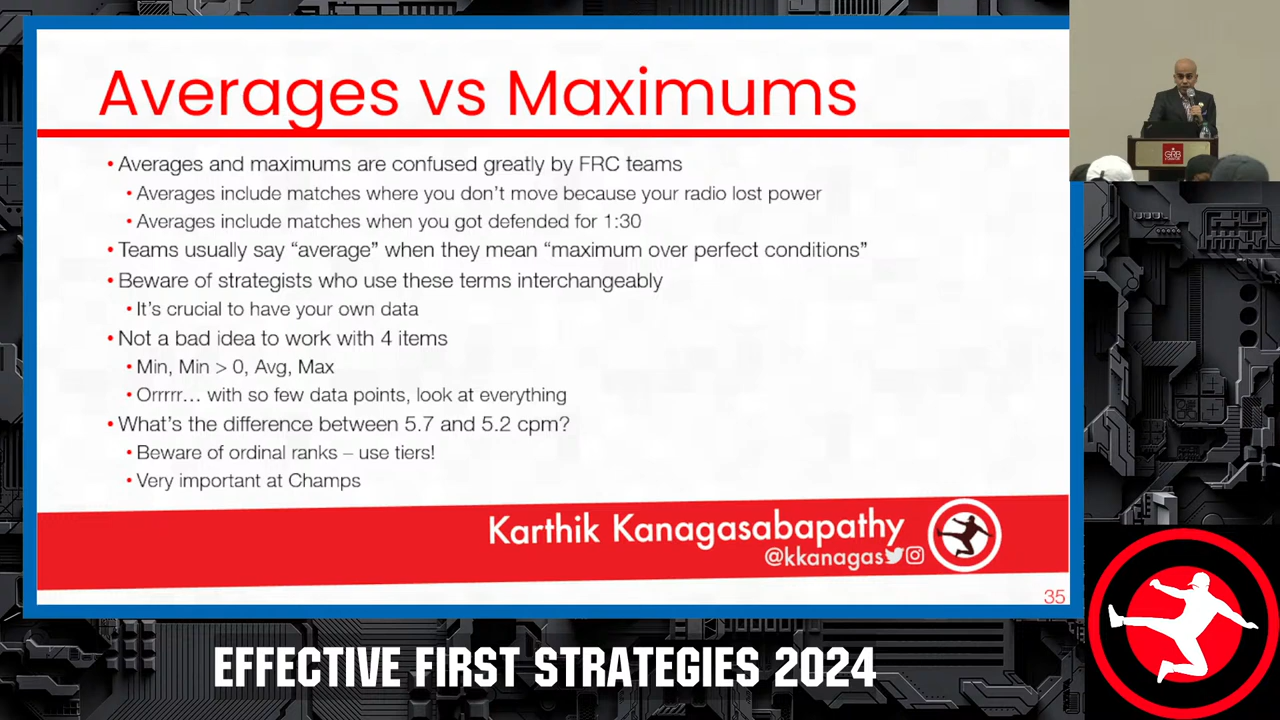 Averages vs Maximums
• Averages and maximums are confused greatly by FRC teams
• Averages include matches where you don't move because your radio lost power
• Averages include matches when you got defended for 1:30
• Teams usually say “average” when they mean “maximum over perfect conditions”
• Beware of strategists who use these terms interchangeably
• It's crucial to have your own data
• Not a bad idea to work with 4 items
• Min, Min > 0, Avg, Max
• Orrrrr… with so few data points, look at everything
• What's the difference between 5.7 and 5.2 cpm?
• Beware of ordinal ranks – use tiers!
• Very important at Champs
Karthik Kanagasabapathy
@kkanagas
35
GRB
EFFECTIVE FIRST STRATEGIES 2024